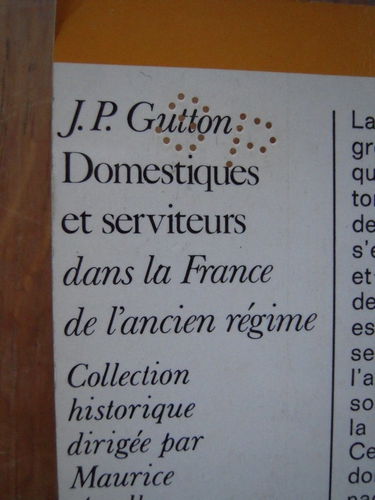 J.P. Gutton
Domestiques
et serviteurs
dans la France
de l'ancien régime
Collection
historique
dirigée par
Maurice
La
gr
qu
to
de
s'é
et
de
es
se
l'a
so
la
Ce
do